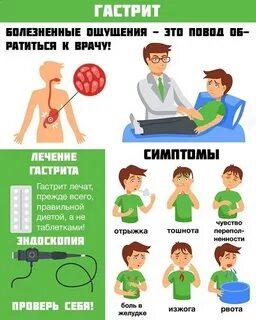 ГАСТРИТ
БОЛЕЗНЕННЫЕ ОЩУЩЕНИЯ - ЭТО ПОВОД ОБ-
РАТИТЬСЯ К ВРАЧУ!
ЛЕЧЕНИЕ
ГАСТРИТА
Гастрит лечат,
прежде всего,
правильной
диетой, а не
таблетками!
ЭНДОСКОПИЯ
ПРОВЕРЬ СЕБЯ!
СИМПТОМЫ
отрыжка
тошнота
чувство
перепол-
ненности
боль в
желудке
изжога
рвота